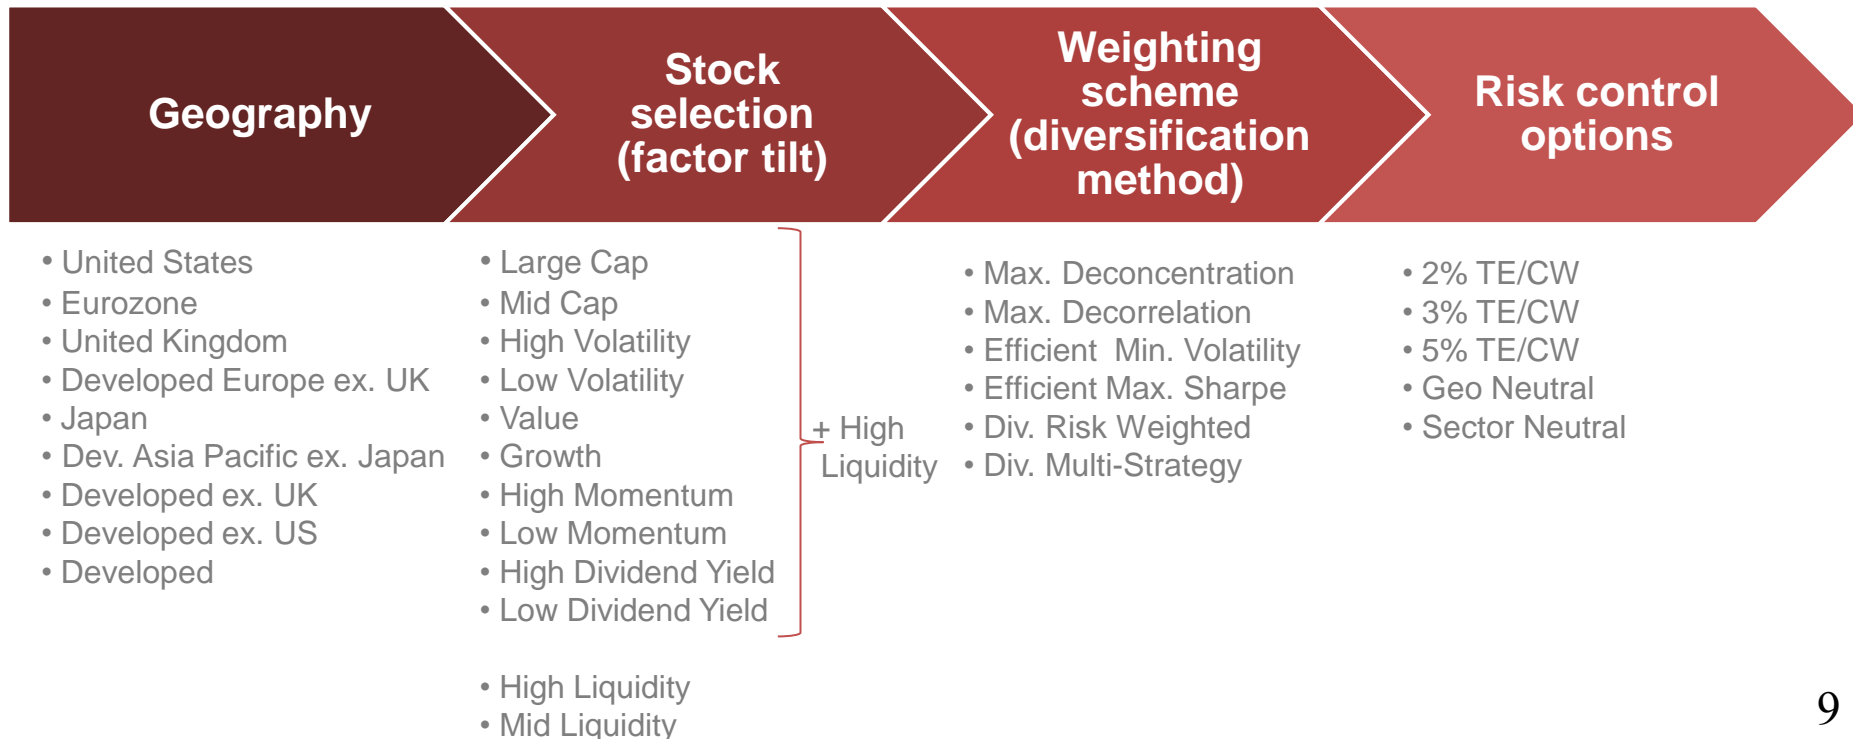 Geography
Stock
selection
(factor tilt)
Weighting
scheme
(diversification
method)
Risk control
options
• United States
• Eurozone
• United Kingdom
• Developed Europe ex. UK
• Japan
• Dev. Asia Pacific ex. Japan
• Developed ex. UK
• Developed ex. US
• Developed
• Large Cap
• Mid Cap
• High Volatility
• Low Volatility
• Value
• Growth
• High Momentum
• Low Momentum
• High Dividend Yield
• Low Dividend Yield
• High Liquidity
• Mid Liquidity
+ High
Liquidity
• Max. Deconcentration
• Max. Decorrelation
• Efficient Min. Volatility
• Efficient Max. Sharpe
• Div. Risk Weighted
• Div. Multi-Strategy
• 2% TE/CW
• 3% TE/CW
• 5% TE/CW
• Geo Neutral
• Sector Neutral
9